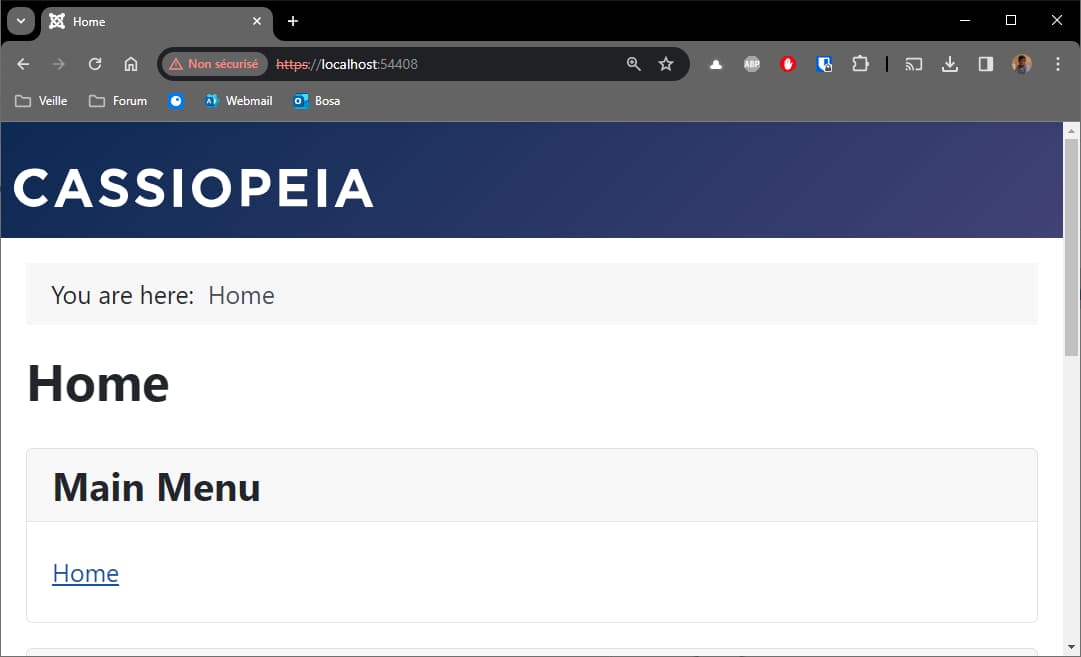 Home
Non sécurisé https://localhost:54408
ABP
Veille Forum Webmail Bosa
CASSIOPEIA
You are here: Home
Home
Main Menu
Home